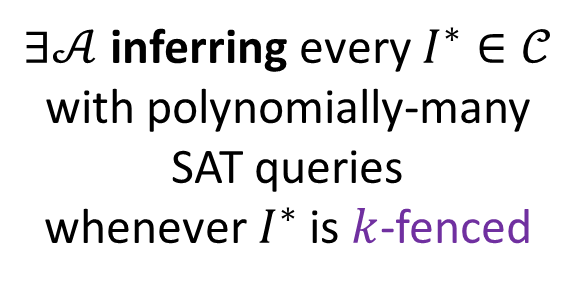 ∃𝒜 inferring every I* ∈ 𝒞
with polynomially-many
SAT queries
whenever I* is k-fenced